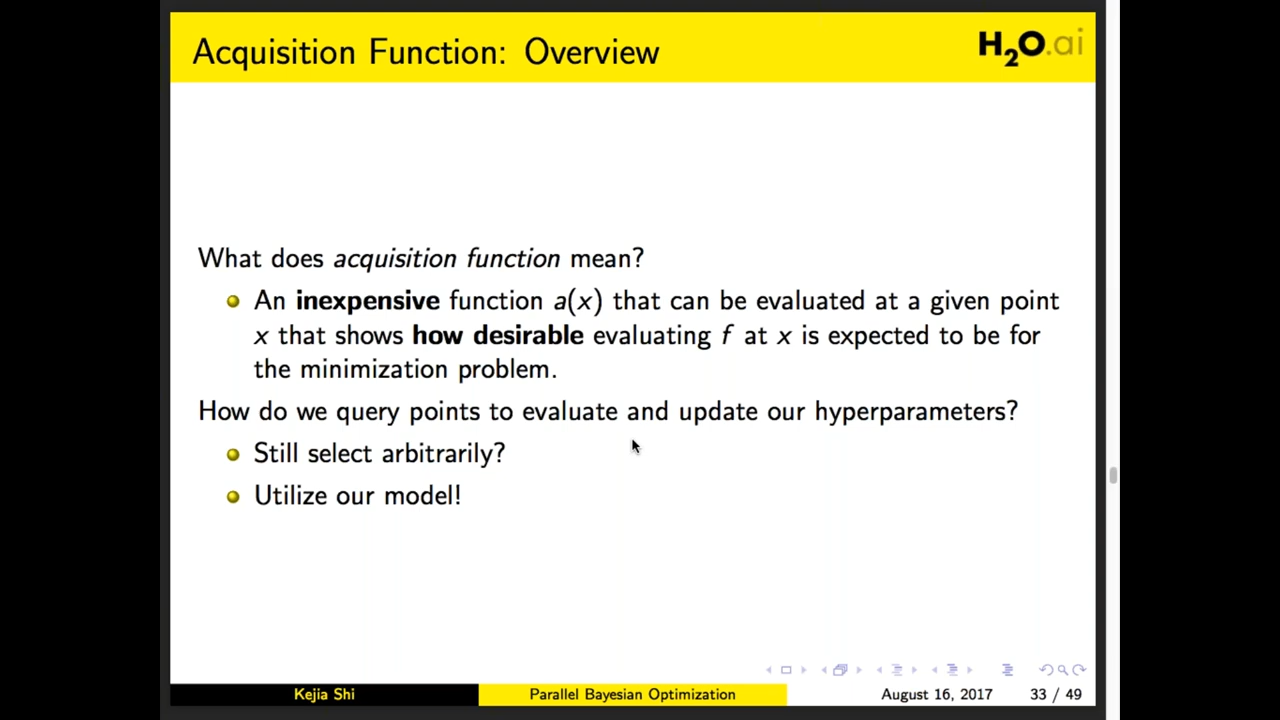 Acquisition Function: Overview
H2O.ai
What does acquisition function mean?
An inexpensive function a(x) that can be evaluated at a given point
x that shows how desirable evaluating f at x is expected to be for
the minimization problem.
How do we query points to evaluate and update our hyperparameters?
Still select arbitrarily?
Utilize our model!
Kejia Shi
Parallel Bayesian Optimization
August 16, 2017
33 / 49